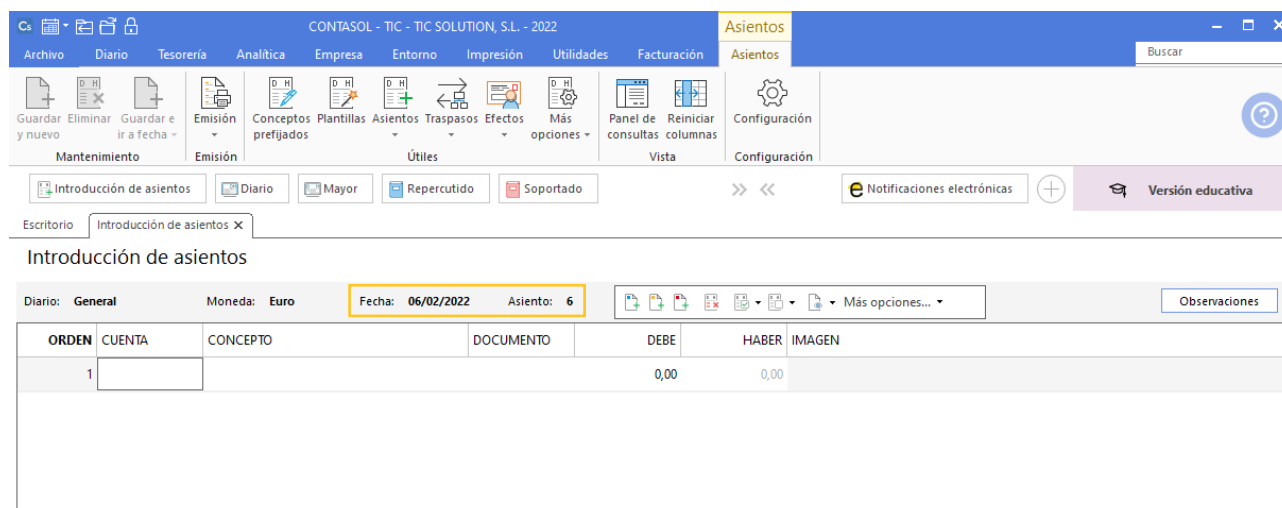 Cs CONTASOL - TIC - TIC SOLUTION, S.L. - 2022 Asientos
Archivo Diario Tesorería Analítica Empresa Entorno Impresión Utilidades Facturación Asientos Buscar
D H D H D H D H D H
Guardar Eliminar Guardar e Emisión Conceptos Plantillas Asientos Traspasos Efectos Más Panel de Reiniciar Configuración
y nuevo ir a fecha prefijados opciones consultas columnas
Mantenimiento Emisión Útiles Vista Configuración
Introducción de asientos Diario Mayor Repercutido Soportado Notificaciones electrónicas Versión educativa
Escritorio Introducción de asientos X
Introducción de asientos
Diario: General Moneda: Euro Fecha: 06/02/2022 Asiento: 6 Más opciones... Observaciones
ORDEN CUENTA CONCEPTO DOCUMENTO DEBE HABER IMAGEN
1 0,00 0,00